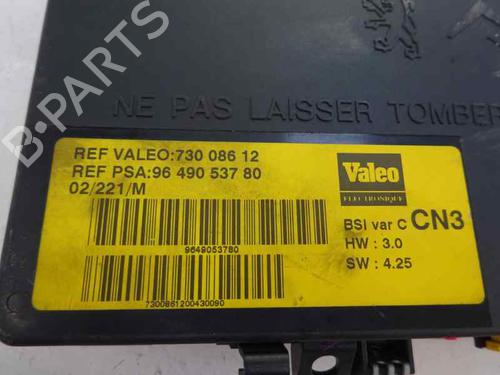 NE PAS LAISSER TOMBER
REF VALEO:730 086 12
REF PSA:96 490 537 80
02/221/M
9649053780
7300861200430090
Valeo
ELECTRONIQUE
BSI var C CN3
HW : 3.0
SW : 4.25
B-PARTS